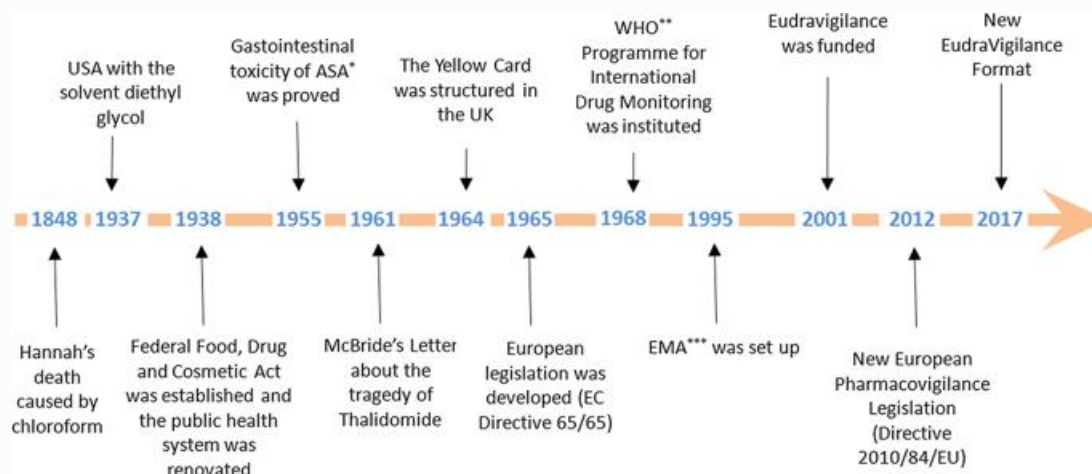 USA with the
solvent diethyl
glycol
Gastointestinal
toxicity of ASA*
was proved
The Yellow Card
was structured in
the UK
WHO**
Programme for
International
Drug Monitoring
was instituted
Eudravigilance
was funded
New
EudraVigilance
Format
1848 1937 1938 1955 1961 1964 1965 1968 1995 2001 2012 2017
Hannah's
death
caused by
chloroform
Federal Food, Drug
and Cosmetic Act
was established and
the public health
system was
renovated
McBride's Letter
about the
tragedy of
Thalidomide
European
legislation was
developed (EC
Directive 65/65)
EMA*** was set up
New European
Pharmacovigilance
Legislation
(Directive
2010/84/EU)